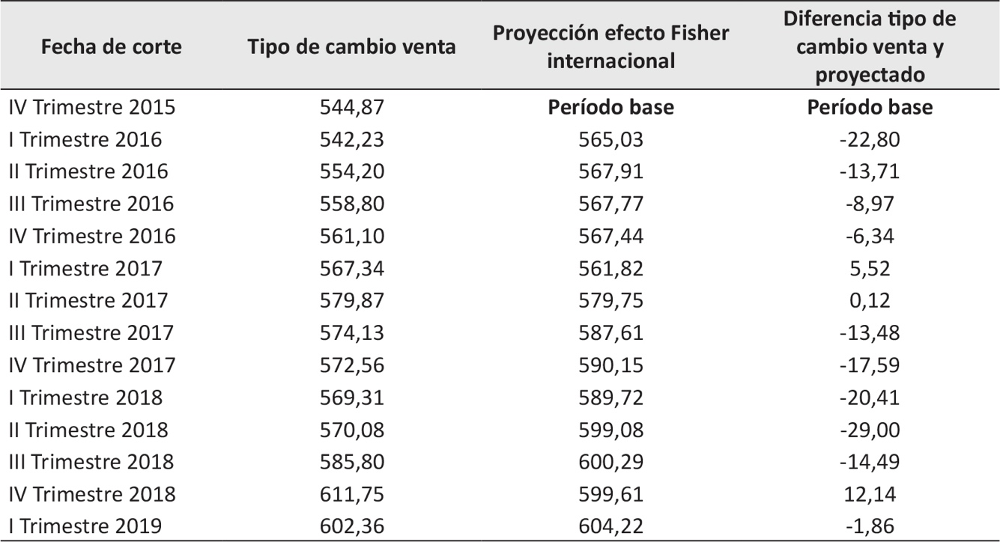 Fecha de corte Tipo de cambio venta Proyección efecto Fisher internacional Diferencia tipo de cambio venta y proyectado
IV Trimestre 2015 544,87 Período base Período base
I Trimestre 2016 542,23 565,03 -22,80
II Trimestre 2016 554,20 567,91 -13,71
III Trimestre 2016 558,80 567,77 -8,97
IV Trimestre 2016 561,10 567,44 -6,34
I Trimestre 2017 567,34 561,82 5,52
II Trimestre 2017 579,87 579,75 0,12
III Trimestre 2017 574,13 587,61 -13,48
IV Trimestre 2017 572,56 590,15 -17,59
I Trimestre 2018 569,31 589,72 -20,41
II Trimestre 2018 570,08 599,08 -29,00
III Trimestre 2018 585,80 600,29 -14,49
IV Trimestre 2018 611,75 599,61 12,14
I Trimestre 2019 602,36 604,22 -1,86